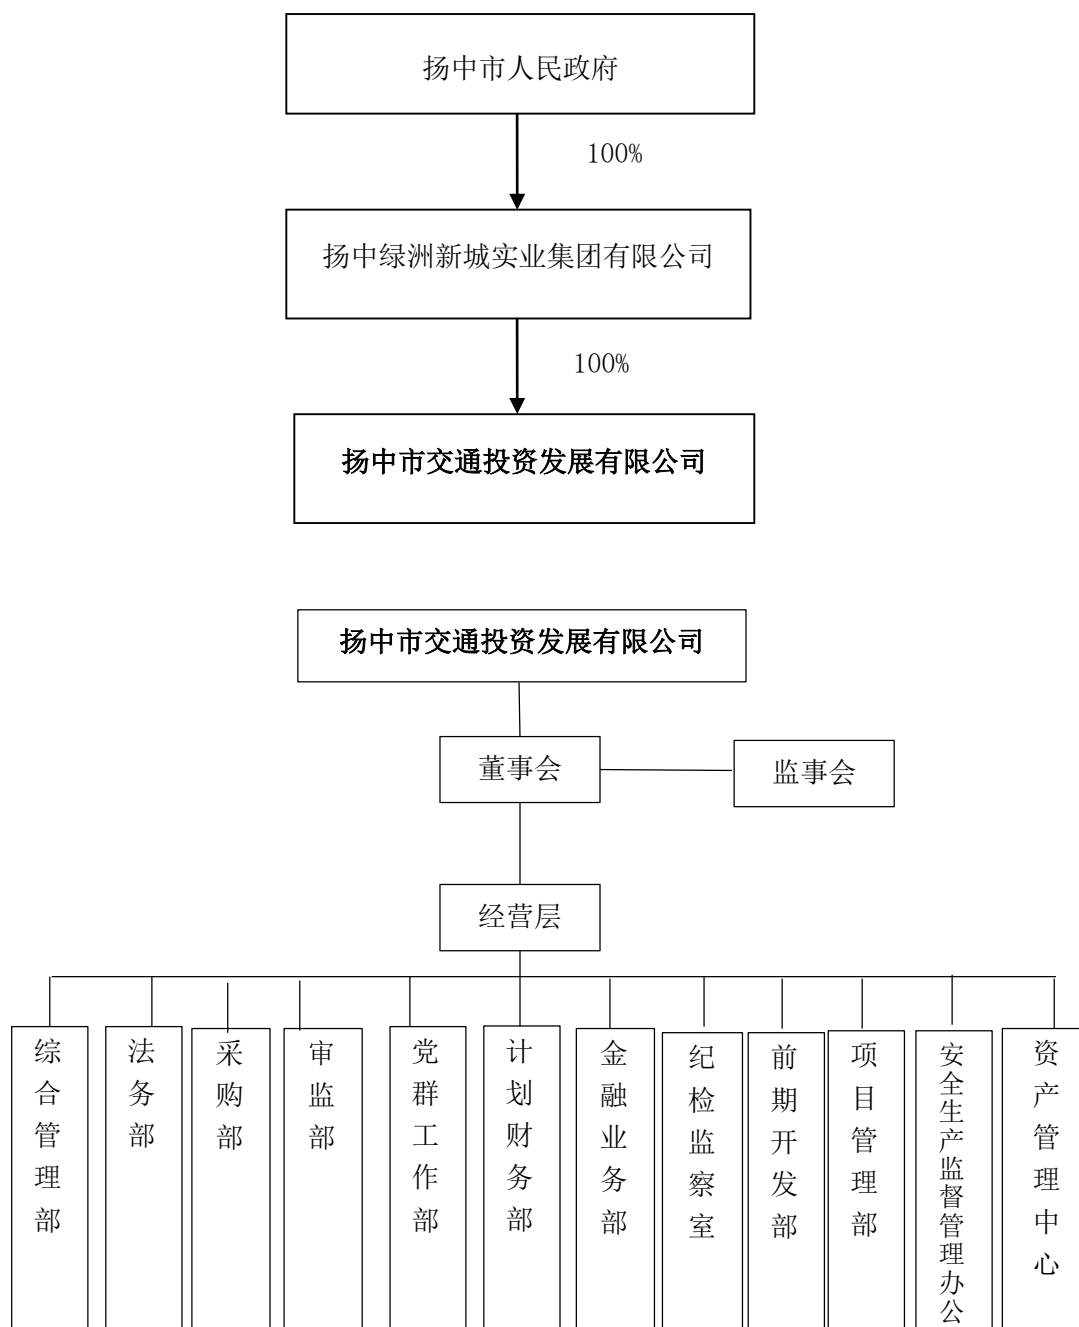 扬中市人民政府
100%
扬中绿洲新城实业集团有限公司
100%
扬中市交通投资发展有限公司
扬中市交通投资发展有限公司
董事会
监事会
经营层
综合管理部
法务部
采购部
审监部
党群工作部
计划财务部
金融业务部
纪检监察室
前期开发部
项目管理部
安全生产监督管理办公
资产管理中心